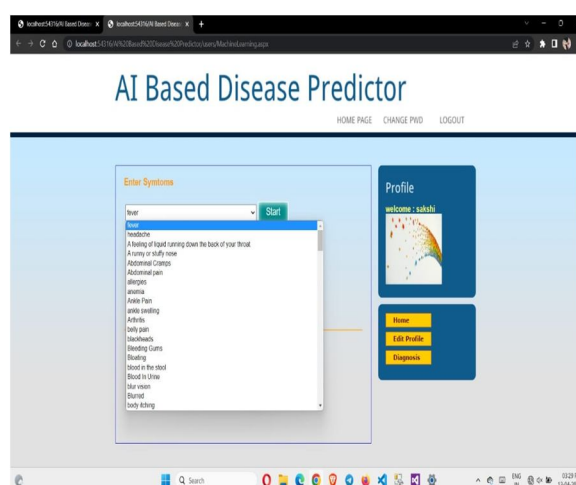 localhost:54316/AI Based Diseas X
localhost:54316/AI Based Diseas X
localhost:54316/AI%20Based%20Disease%20Predictor/users/MachineLearning.aspx
AI Based Disease Predictor
HOME PAGE CHANGE PWD LOGOUT
Enter Symtoms
fever
Start
fever
headache
A feeling of liquid running down the back of your throat
A runny or stuffy nose
Abdominal Cramps
Abdominal pain
allergies
anomia
Ankle Pain
ankle swelling
Arthritis
belly pain
blackheads
Bleeding Gums
Bloating
blood in the stool
Blood In Urine
blur vision
Blurred
body itching
Profile
welcome : sakshi
Home
Edit Profile
Diagnosis
Search
ENG